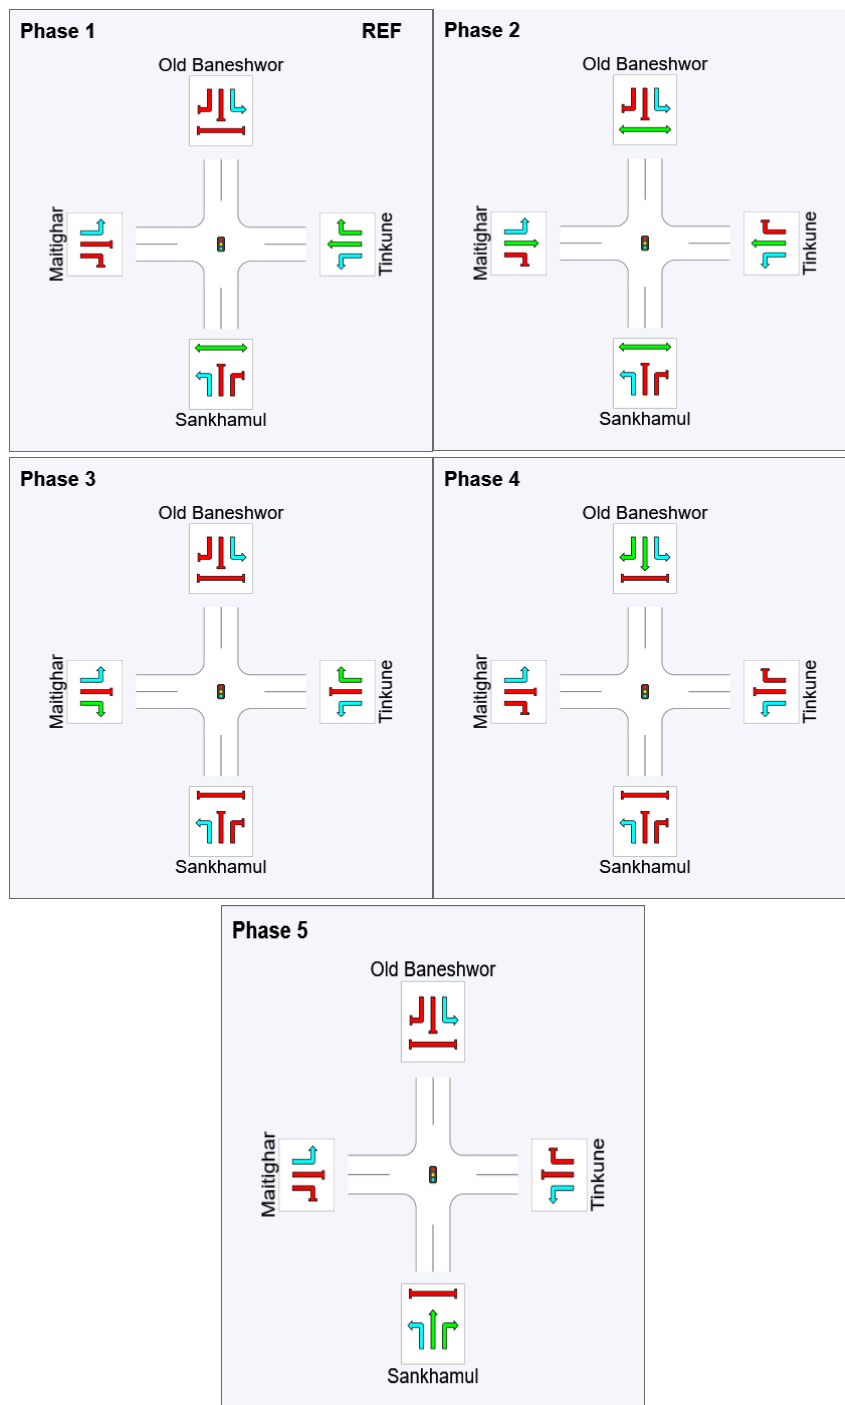 Phase 1
REF
Old Baneshwor
Maitighar
Tinkune
Sankhamul
Phase 2
Old Baneshwor
Maitighar
Tinkune
Sankhamul
Phase 3
Old Baneshwor
Maitighar
Tinkune
Sankhamul
Phase 4
Old Baneshwor
Maitighar
Tinkune
Sankhamul
Phase 5
Old Baneshwor
Maitighar
Tinkune
Sankhamul